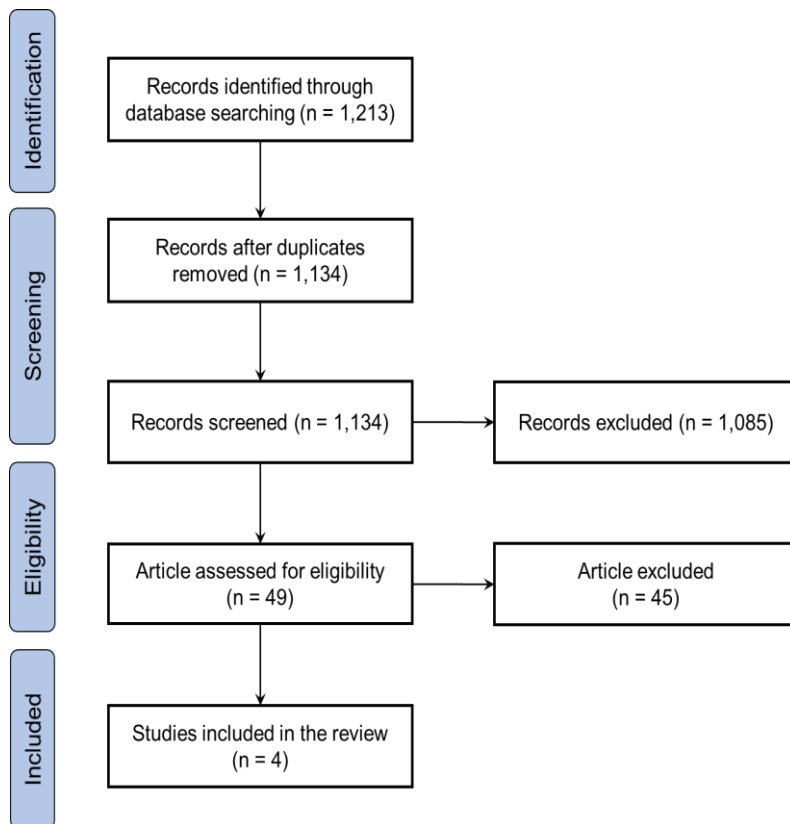 Identification
Records identified through
database searching (n = 1,213)
Screening
Records after duplicates
removed (n = 1,134)
Records screened (n = 1,134)
Records excluded (n = 1,085)
Eligibility
Article assessed for eligibility
(n = 49)
Article excluded
(n = 45)
Included
Studies included in the review
(n = 4)